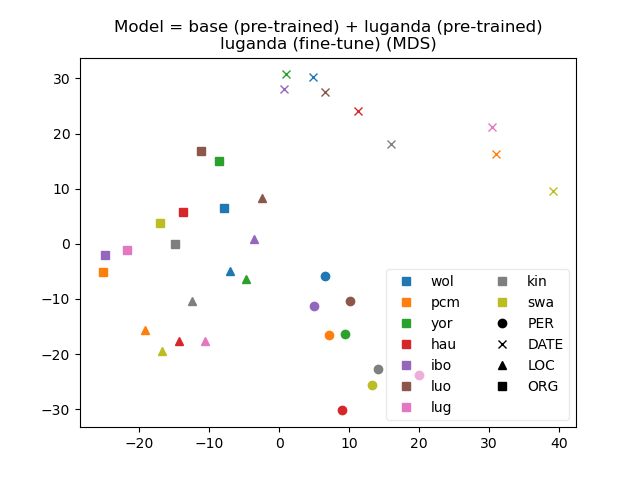 Model = base (pre-trained) + luganda (pre-trained)
luganda (fine-tune) (MDS)
30
20
10
0
−10
−20
−30
−20
−10
0
10
20
30
40
wol
pcm
yor
hau
ibo
luo
lug
kin
swa
PER
DATE
LOC
ORG